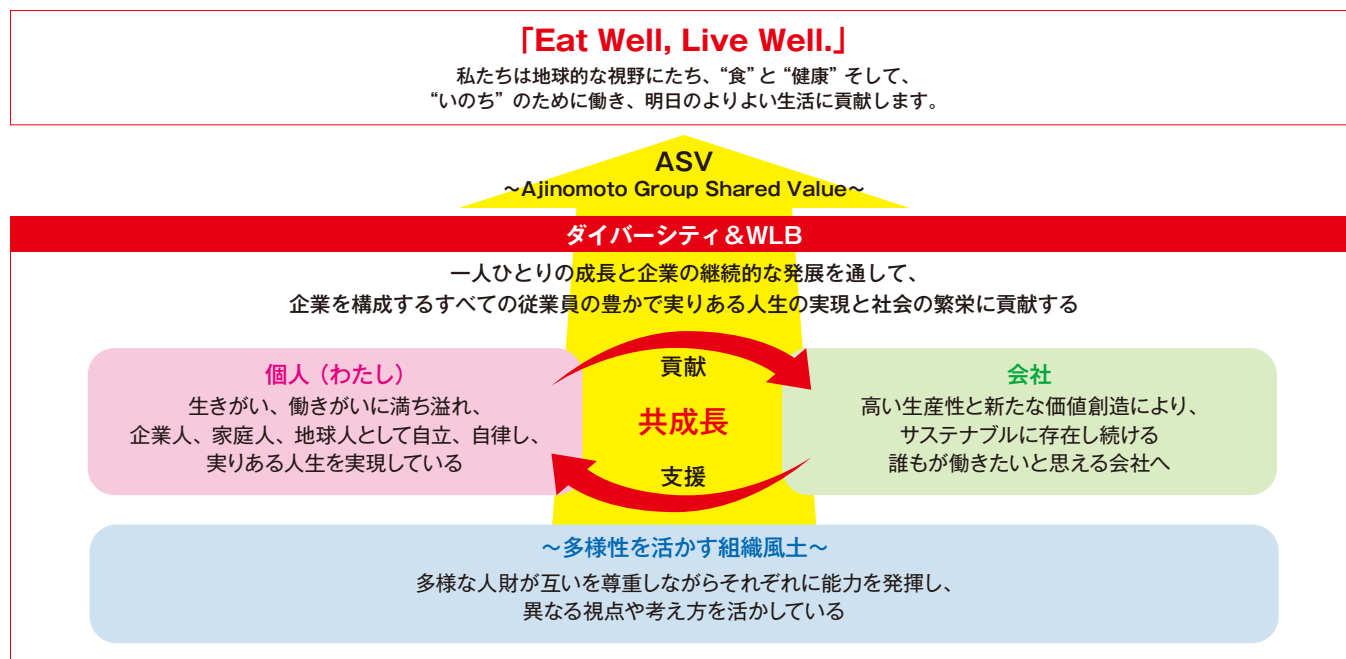 「Eat Well, Live Well.」
私たちは地球的な視野にたち、“食”と“健康”そして、
“いのち”のために働き、明日のよりよい生活に貢献します。
ASV
～Ajinomoto Group Shared Value～
ダイバーシティ＆WLB
一人ひとりの成長と企業の継続的な発展を通して、
企業を構成するすべての従業員の豊かで実りある人生の実現と社会の繁栄に貢献する
個人（わたし）
生きがい、働きがいに満ち溢れ、
企業人、家庭人、地球人として自立、自律し、
実りある人生を実現している
貢献
共成長
支援
会社
高い生産性と新たな価値創造により、
サステナブルに存在し続ける
誰もが働きたいと思える会社へ
～多様性を活かす組織風土～
多様な人財が互いを尊重しながらそれぞれに能力を発揮し、
異なる視点や考え方を活かしている